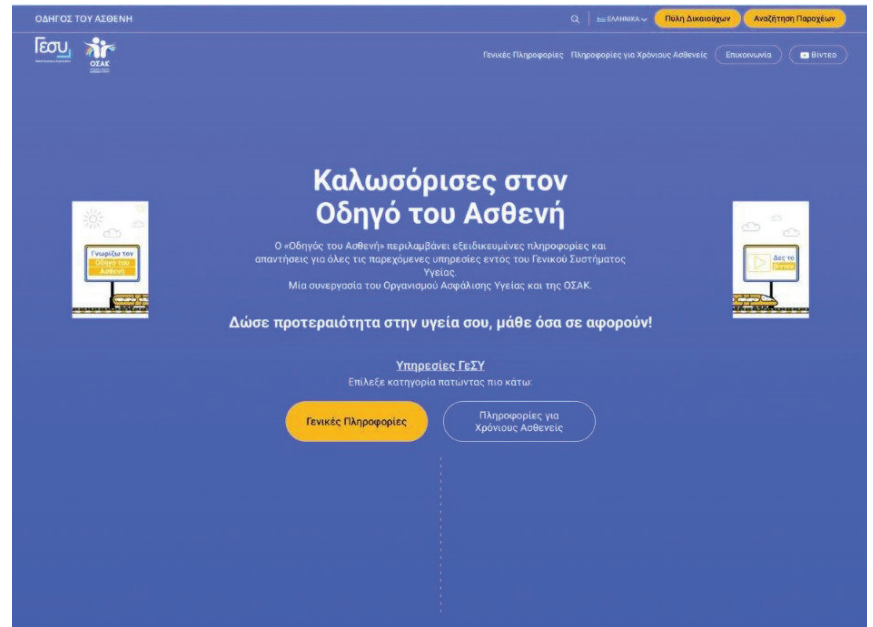 ΟΔΗΓΟΣ ΤΟΥ ΑΣΘΕΝΗ
ΕΛΛΗΝΙΚΑ
Πύλη Δικαιούχων
Αναζήτηση Παροχέων
Γεσυ
ΟΣΑΚ
Γενικές Πληροφορίες
Πληροφορίες για Χρόνιους Ασθενείς
Επικοινωνία
Βίντεο
Καλωσόρισες στον
Οδηγό του Ασθενή
Γνωρίζω τον
Οδηγό του
Ασθενή
Δες το
Βίντεο
Ο «Οδηγός του Ασθενή» περιλαμβάνει εξειδικευμένες πληροφορίες και
απαντήσεις για όλες τις παρεχόμενες υπηρεσίες εντός του Γενικού Συστήματος
Υγείας.
Μία συνεργασία του Οργανισμού Ασφάλισης Υγείας και της ΟΣΑΚ.
Δώσε προτεραιότητα στην υγεία σου, μάθε όσα σε αφορούν!
Υπηρεσίες ΓεΣΥ
Επίλεξε κατηγορία πατωντας πιο κάτω:
Γενικές Πληροφορίες
Πληροφορίες για
Χρόνιους Ασθενείς